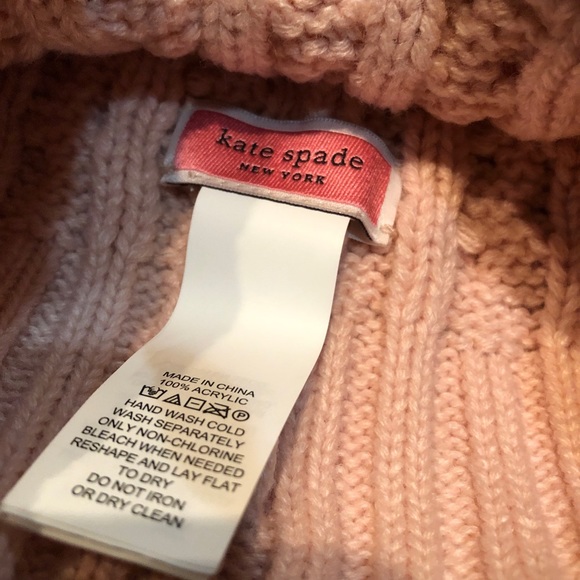 kate spade
NEW YORK
MADE IN CHINA
100% ACRYLIC
HAND WASH COLD
WASH SEPARATELY
ONLY NON-CHLORINE
BLEACH WHEN NEEDED
RESHAPE AND LAY FLAT
TO DRY
DO NOT IRON
OR DRY CLEAN